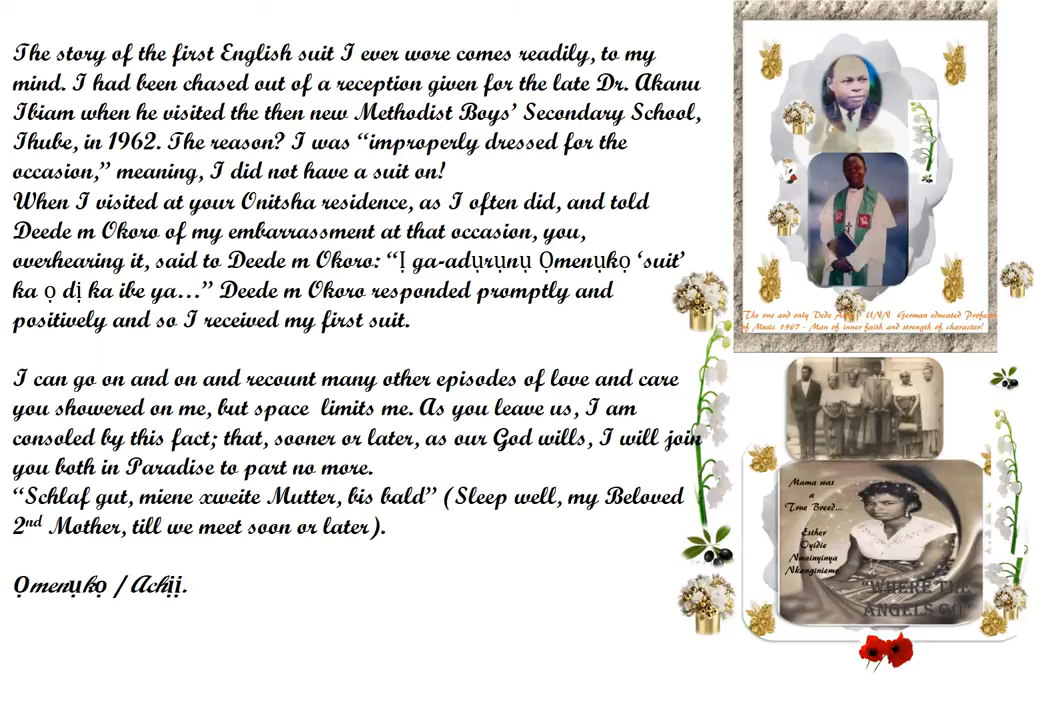 The story of the first English suit I ever wore comes readily, to my
mind. I had been chased out of a reception given for the late Dr. Akanu
Ibiam when he visited the then new Methodist Boys’ Secondary School,
Ihube, in 1962. The reason? I was “improperly dressed for the
occasion,” meaning, I did not have a suit on!
When I visited at your Onitsha residence, as I often did, and told
Deede m Okoro of my embarrassment at that occasion, you,
overhearing it, said to Deede m Okoro: “Ị ga-adụrụnụ Ọmenụkọ ‘suit’
ka ọ dị ka ibe ya...” Deede m Okoro responded promptly and
positively and so I received my first suit.
I can go on and on and recount many other episodes of love and care
you showered on me, but space limits me. As you leave us, I am
consoled by this fact; that, sooner or later, as our God wills, I will join
you both in Paradise to part no more.
“Schlaf gut, miene xweite Mutter, bis bald” (Sleep well, my Beloved
2nd Mother, till we meet soon or later).
Ọmenụkọ / Achịị.
The one and only Dede - UNN German educated
of Music 1967 - Man of inner faith and strength of character!
Mama was
a
True Breed...
Esther
Oyidie
Nwainyinya
Nkanginieme
“WHERE THE
ANGELS GO”